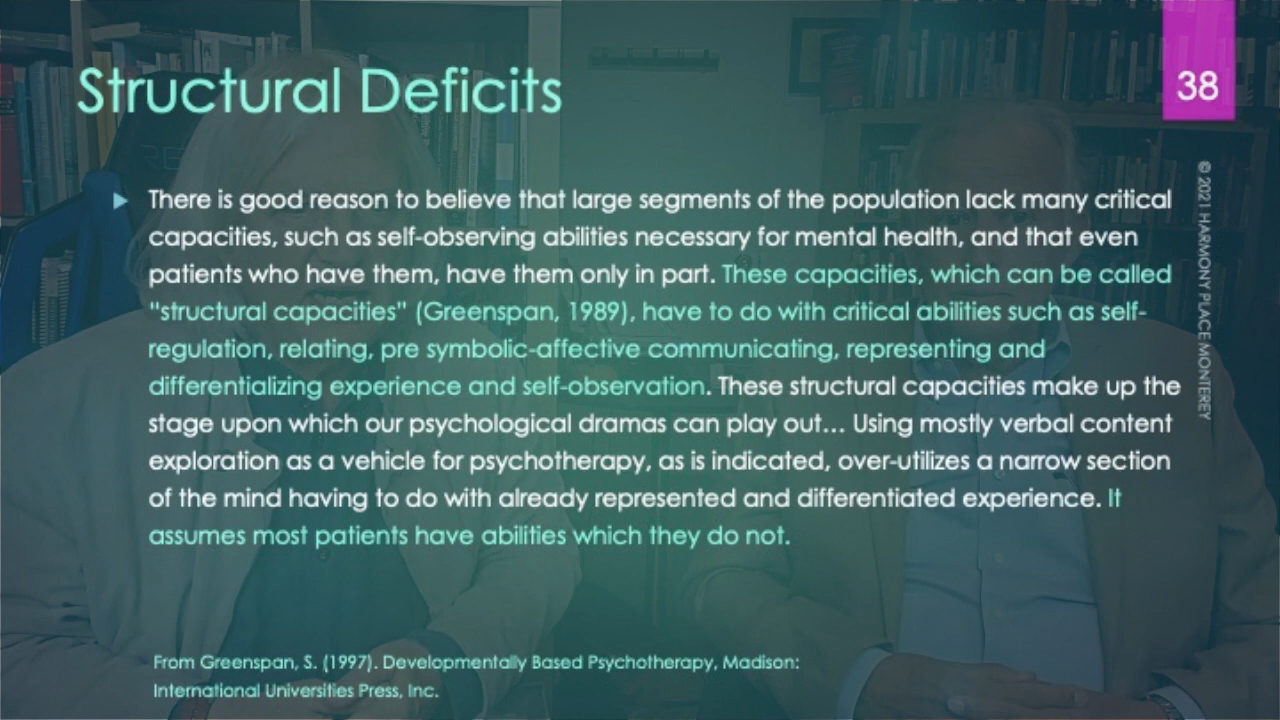 Structural Deficits
38
There is good reason to believe that large segments of the population lack many critical
capacities, such as self-observing abilities necessary for mental health, and that even
patients who have them, have them only in part. These capacities, which can be called
"structural capacities" (Greenspan, 1989), have to do with critical abilities such as self-
regulation, relating, pre symbolic-affective communicating, representing and
differentializing experience and self-observation. These structural capacities make up the
stage upon which our psychological dramas can play out... Using mostly verbal content
exploration as a vehicle for psychotherapy, as is indicated, over-utilizes a narrow section
of the mind having to do with already represented and differentiated experience. It
assumes most patients have abilities which they do not.
From Greenspan, S. (1997). Developmentally Based Psychotherapy, Madison:
International Universities Press, Inc.
© 2021 HARMONY PLACE MONTEREY